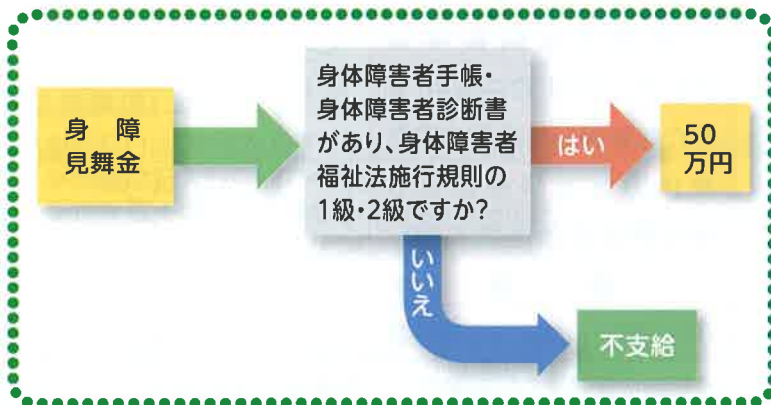 身 障
見舞金
身体障害者手帳・
身体障害者診断書
があり、身体障害者
福祉法施行規則の
1級・2級ですか?
はい
50
万円
いいえ
不支給